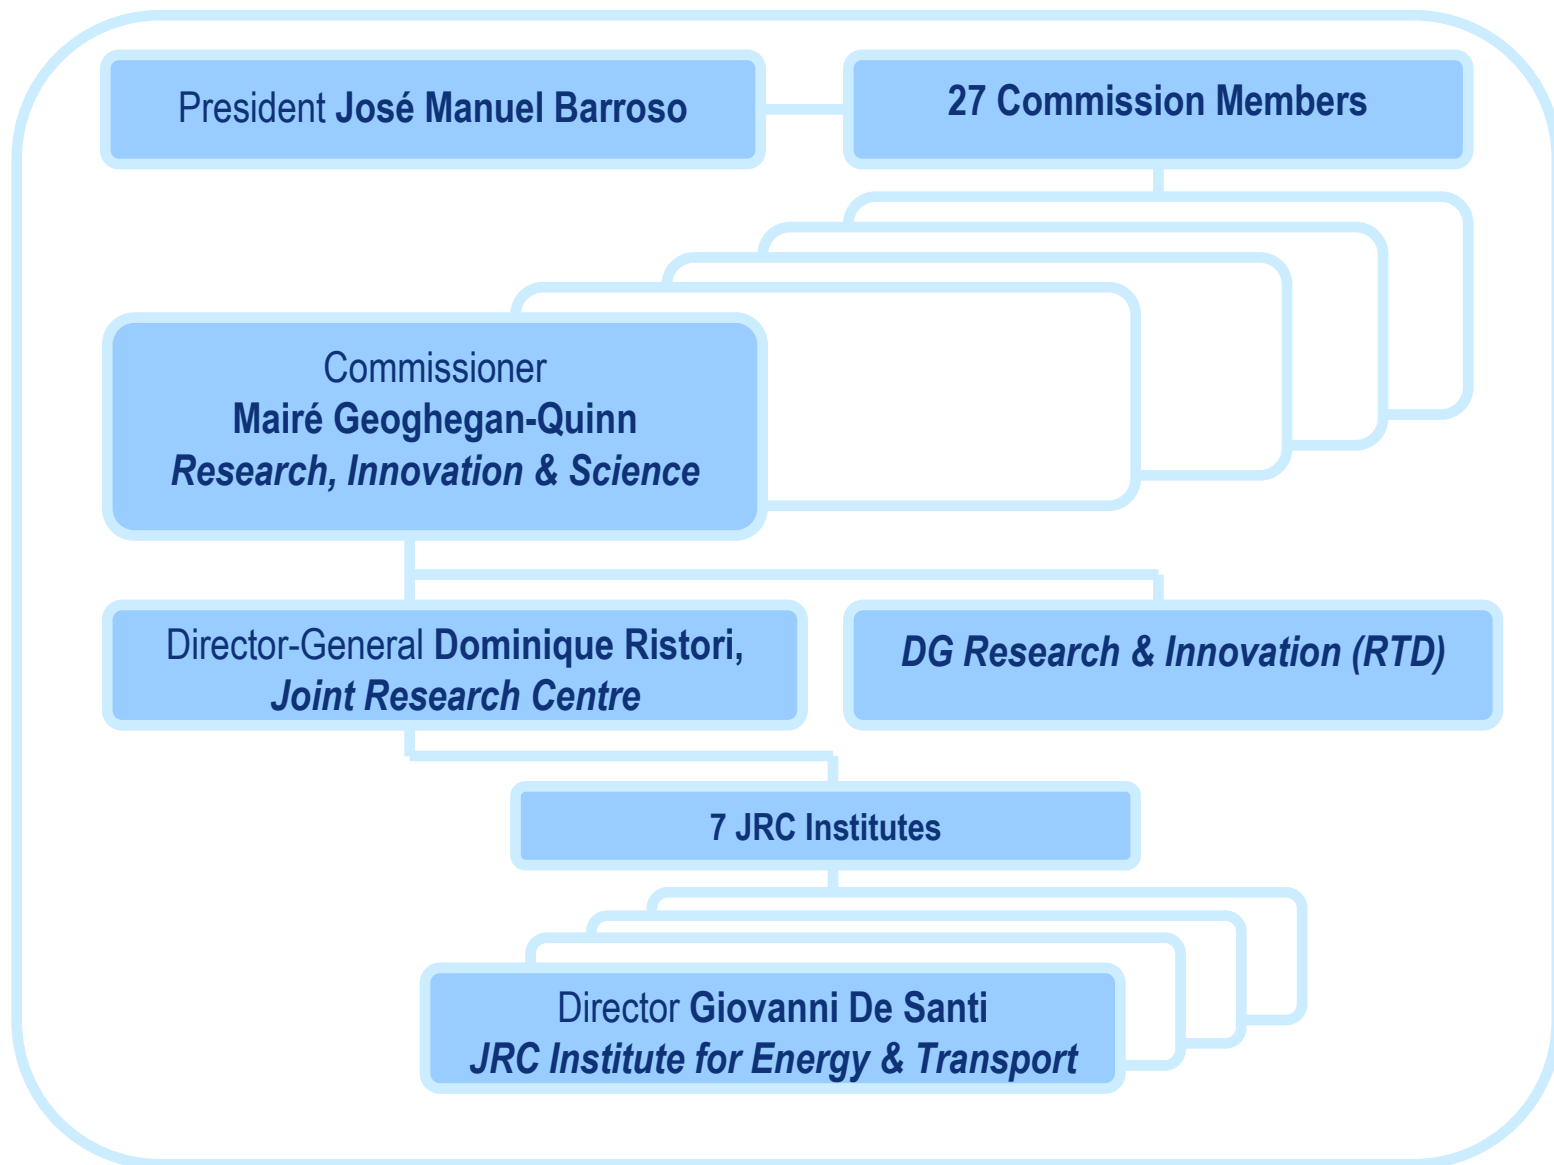 President José Manuel Barroso
27 Commission Members
Commissioner
Mairé Geoghegan-Quinn
Research, Innovation & Science
Director-General Dominique Ristori,
Joint Research Centre
DG Research & Innovation (RTD)
7 JRC Institutes
Director Giovanni De Santi
JRC Institute for Energy & Transport